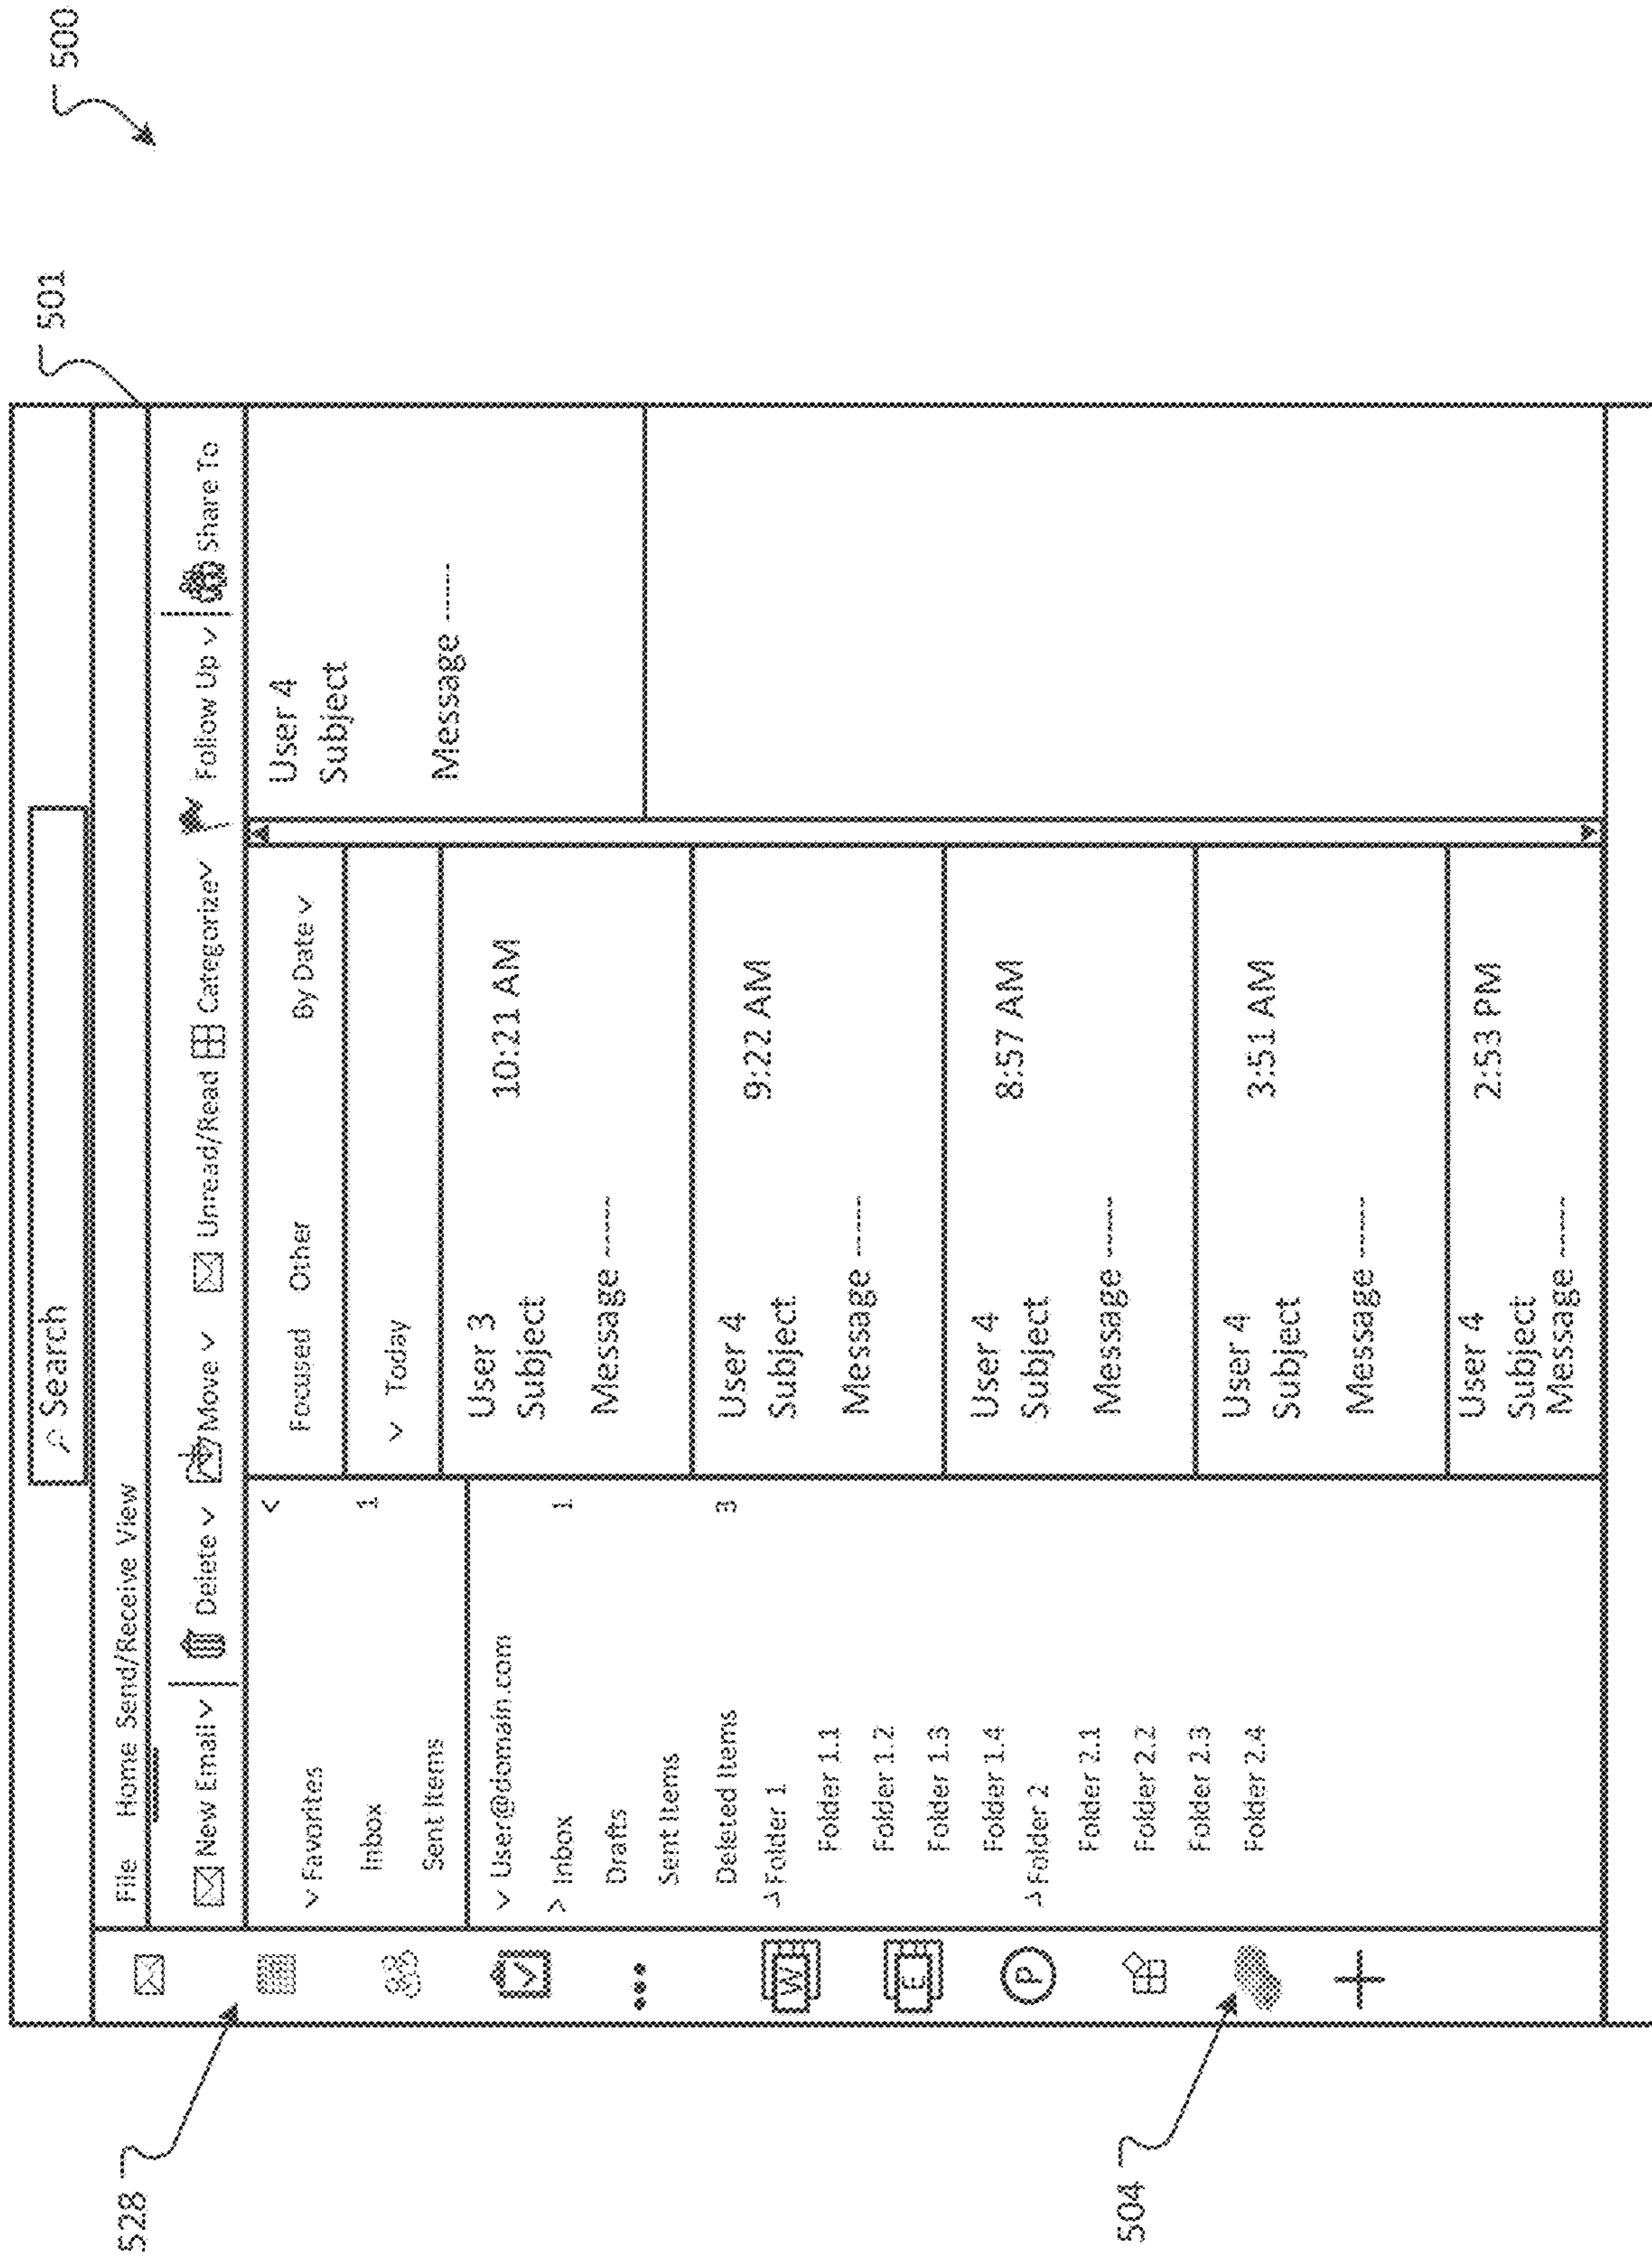 500
501
Search
File Home Send/Receive View
New Email Delete Move Unread/Read Categorize Follow Up Share To
528
Favorites
Inbox 1
Sent Items
User@domain.com
Inbox 1
Drafts
Sent Items
Deleted Items 3
Folder 1
Folder 1.1
Folder 1.2
Folder 1.3
Folder 1.4
Folder 2
Folder 2.1
Folder 2.2
Folder 2.3
Folder 2.4
W
E
P
504
Focused Other By Date
Today
User 3
Subject 10:21 AM
Message ------
User 4
Subject 9:22 AM
Message ------
User 4
Subject 8:57 AM
Message ------
User 4
Subject 3:51 AM
Message ------
User 4
Subject 2:53 PM
Message ------
User 4
Subject
Message ------